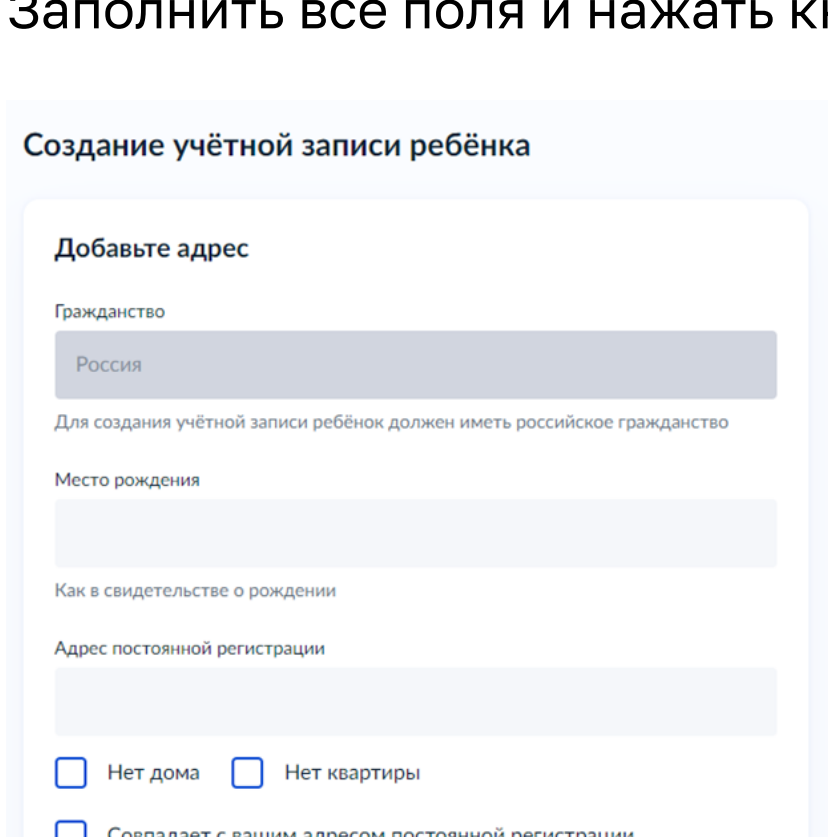 Заполнить все поля и нажать
Создание учётной записи ребёнка
Добавьте адрес
Гражданство
Россия
Для создания учётной записи ребёнок должен иметь российское гражданство
Место рождения
Как в свидетельстве о рождении
Адрес постоянной регистрации
Нет дома Нет квартиры
Совпадает с вашим адресом постоянной регистрации